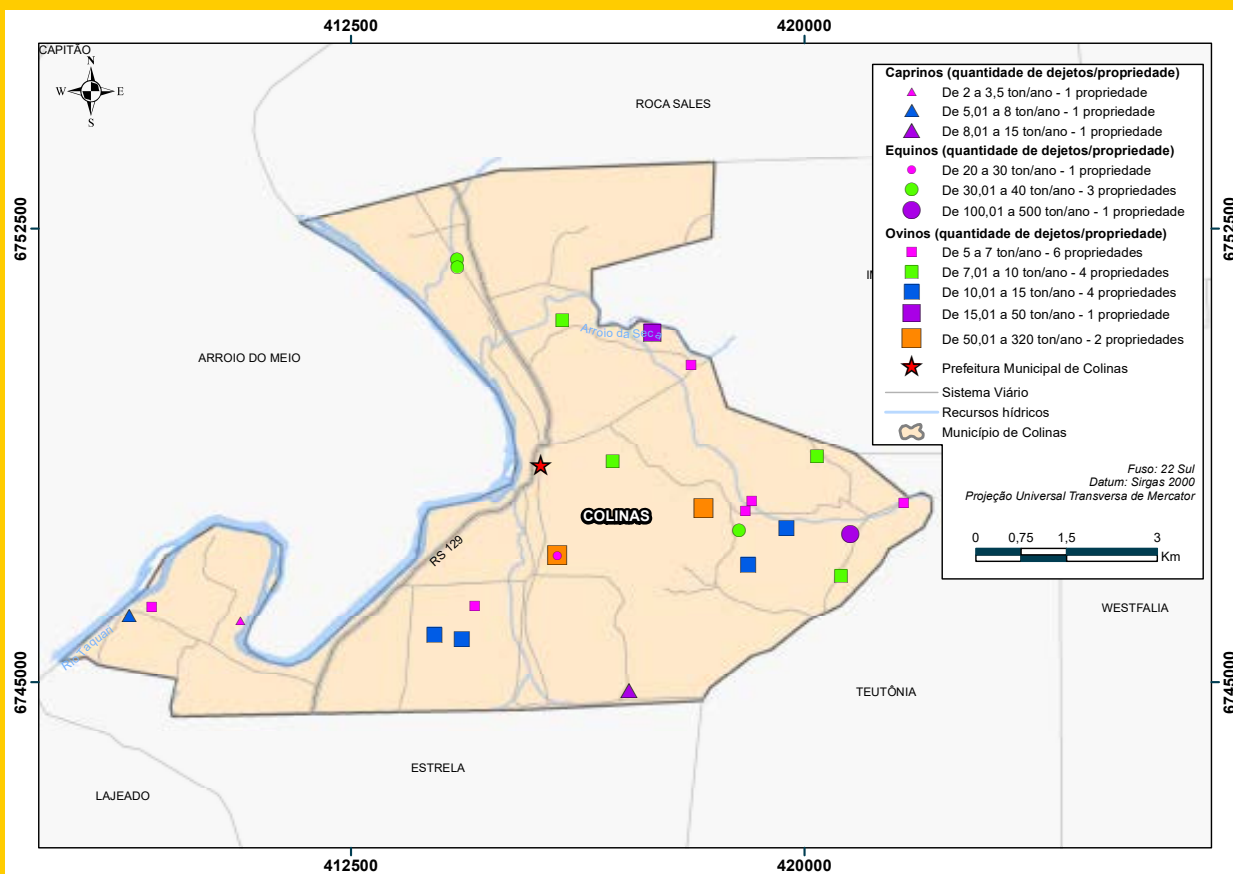 412500
420000
CAPITÃO
N
W
E
S
ROCA SALES
Caprinos (quantidade de dejetos/propriedade)
De 2 a 3,5 ton/ano - 1 propriedade
De 5,01 a 8 ton/ano - 1 propriedade
De 8,01 a 15 ton/ano - 1 propriedade
Equinos (quantidade de dejetos/propriedade)
De 20 a 30 ton/ano - 1 propriedade
De 30,01 a 40 ton/ano - 3 propriedades
De 100,01 a 500 ton/ano - 1 propriedade
Ovinos (quantidade de dejetos/propriedade)
De 5 a 7 ton/ano - 6 propriedades
De 7,01 a 10 ton/ano - 4 propriedades
De 10,01 a 15 ton/ano - 4 propriedades
De 15,01 a 50 ton/ano - 1 propriedade
De 50,01 a 320 ton/ano - 2 propriedades
Prefeitura Municipal de Colinas
Sistema Viário
Recursos hídricos
Município de Colinas
Fuso: 22 Sul
Datum: Sirgas 2000
Projeção Universal Transversa de Mercator
0 0,75 1,5 3
Km
6752500
6752500
Arroio da Seca
ARROIO DO MEIO
COLINAS
RS 129
WESTFALIA
Rio Taquari
6745000
6745000
TEUTÔNIA
ESTRELA
LAJEADO
412500
420000